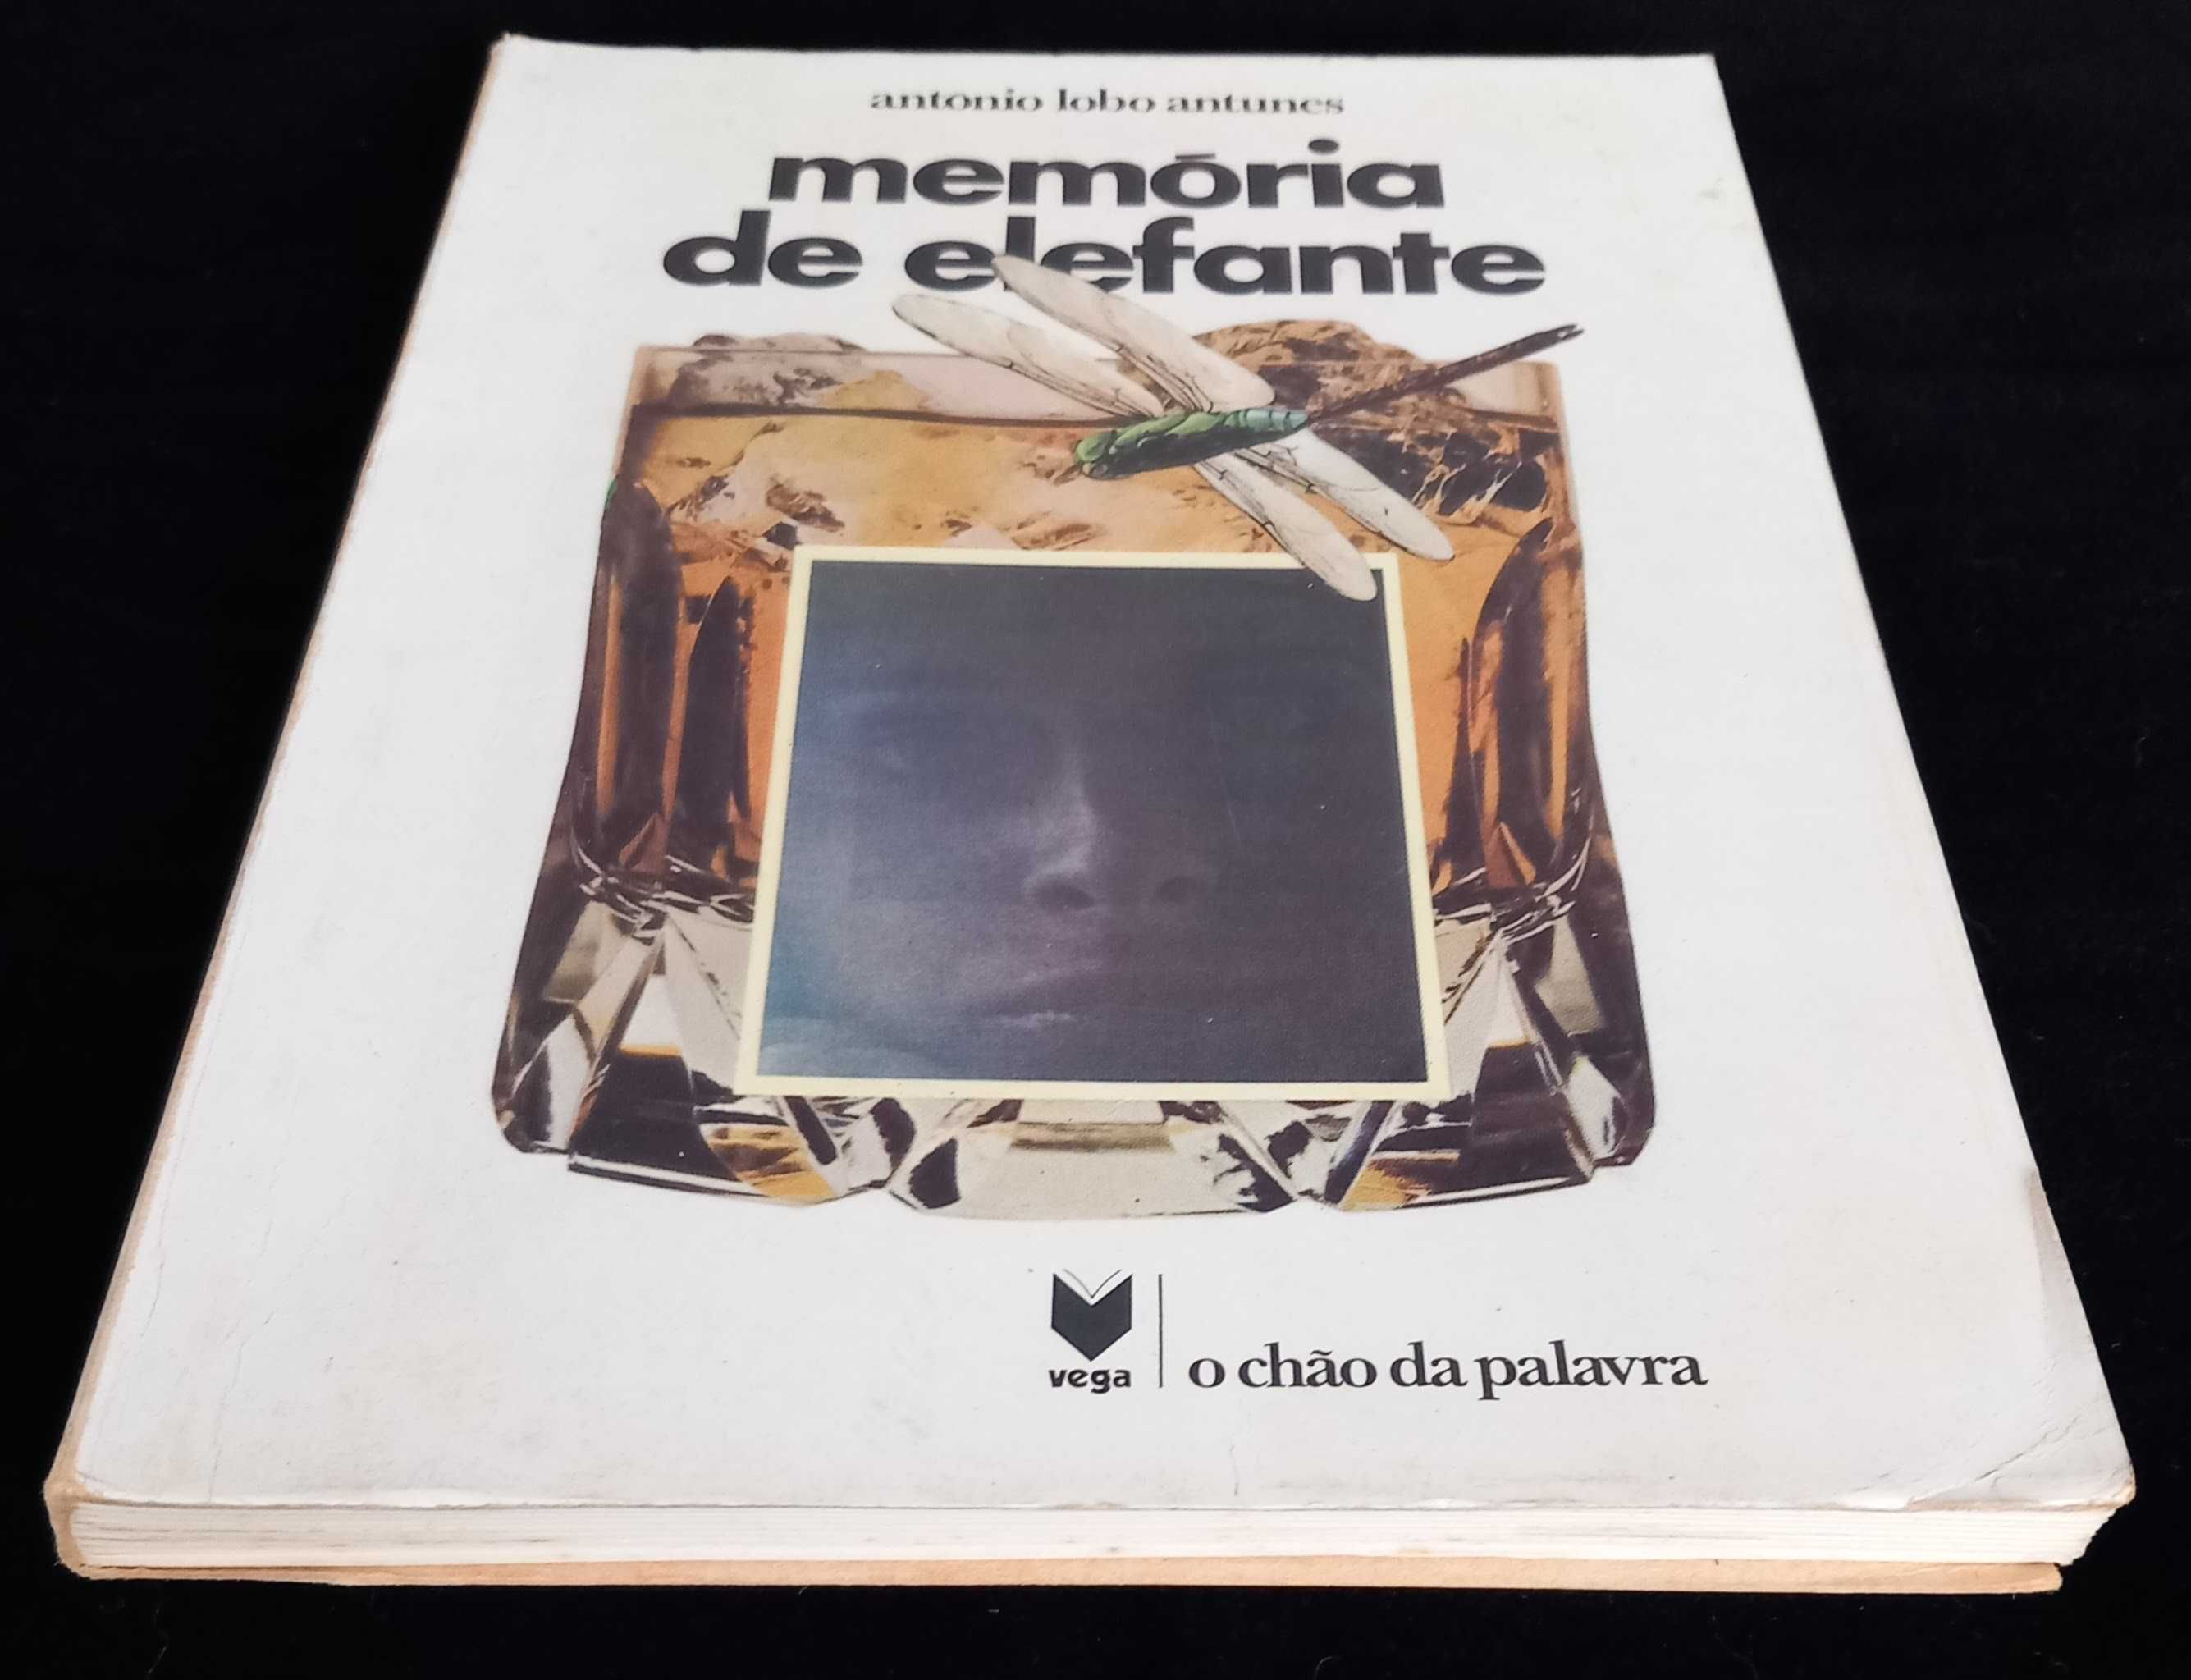 antónio lobo antunes
memória
de elefante
vega
o chão da palavra